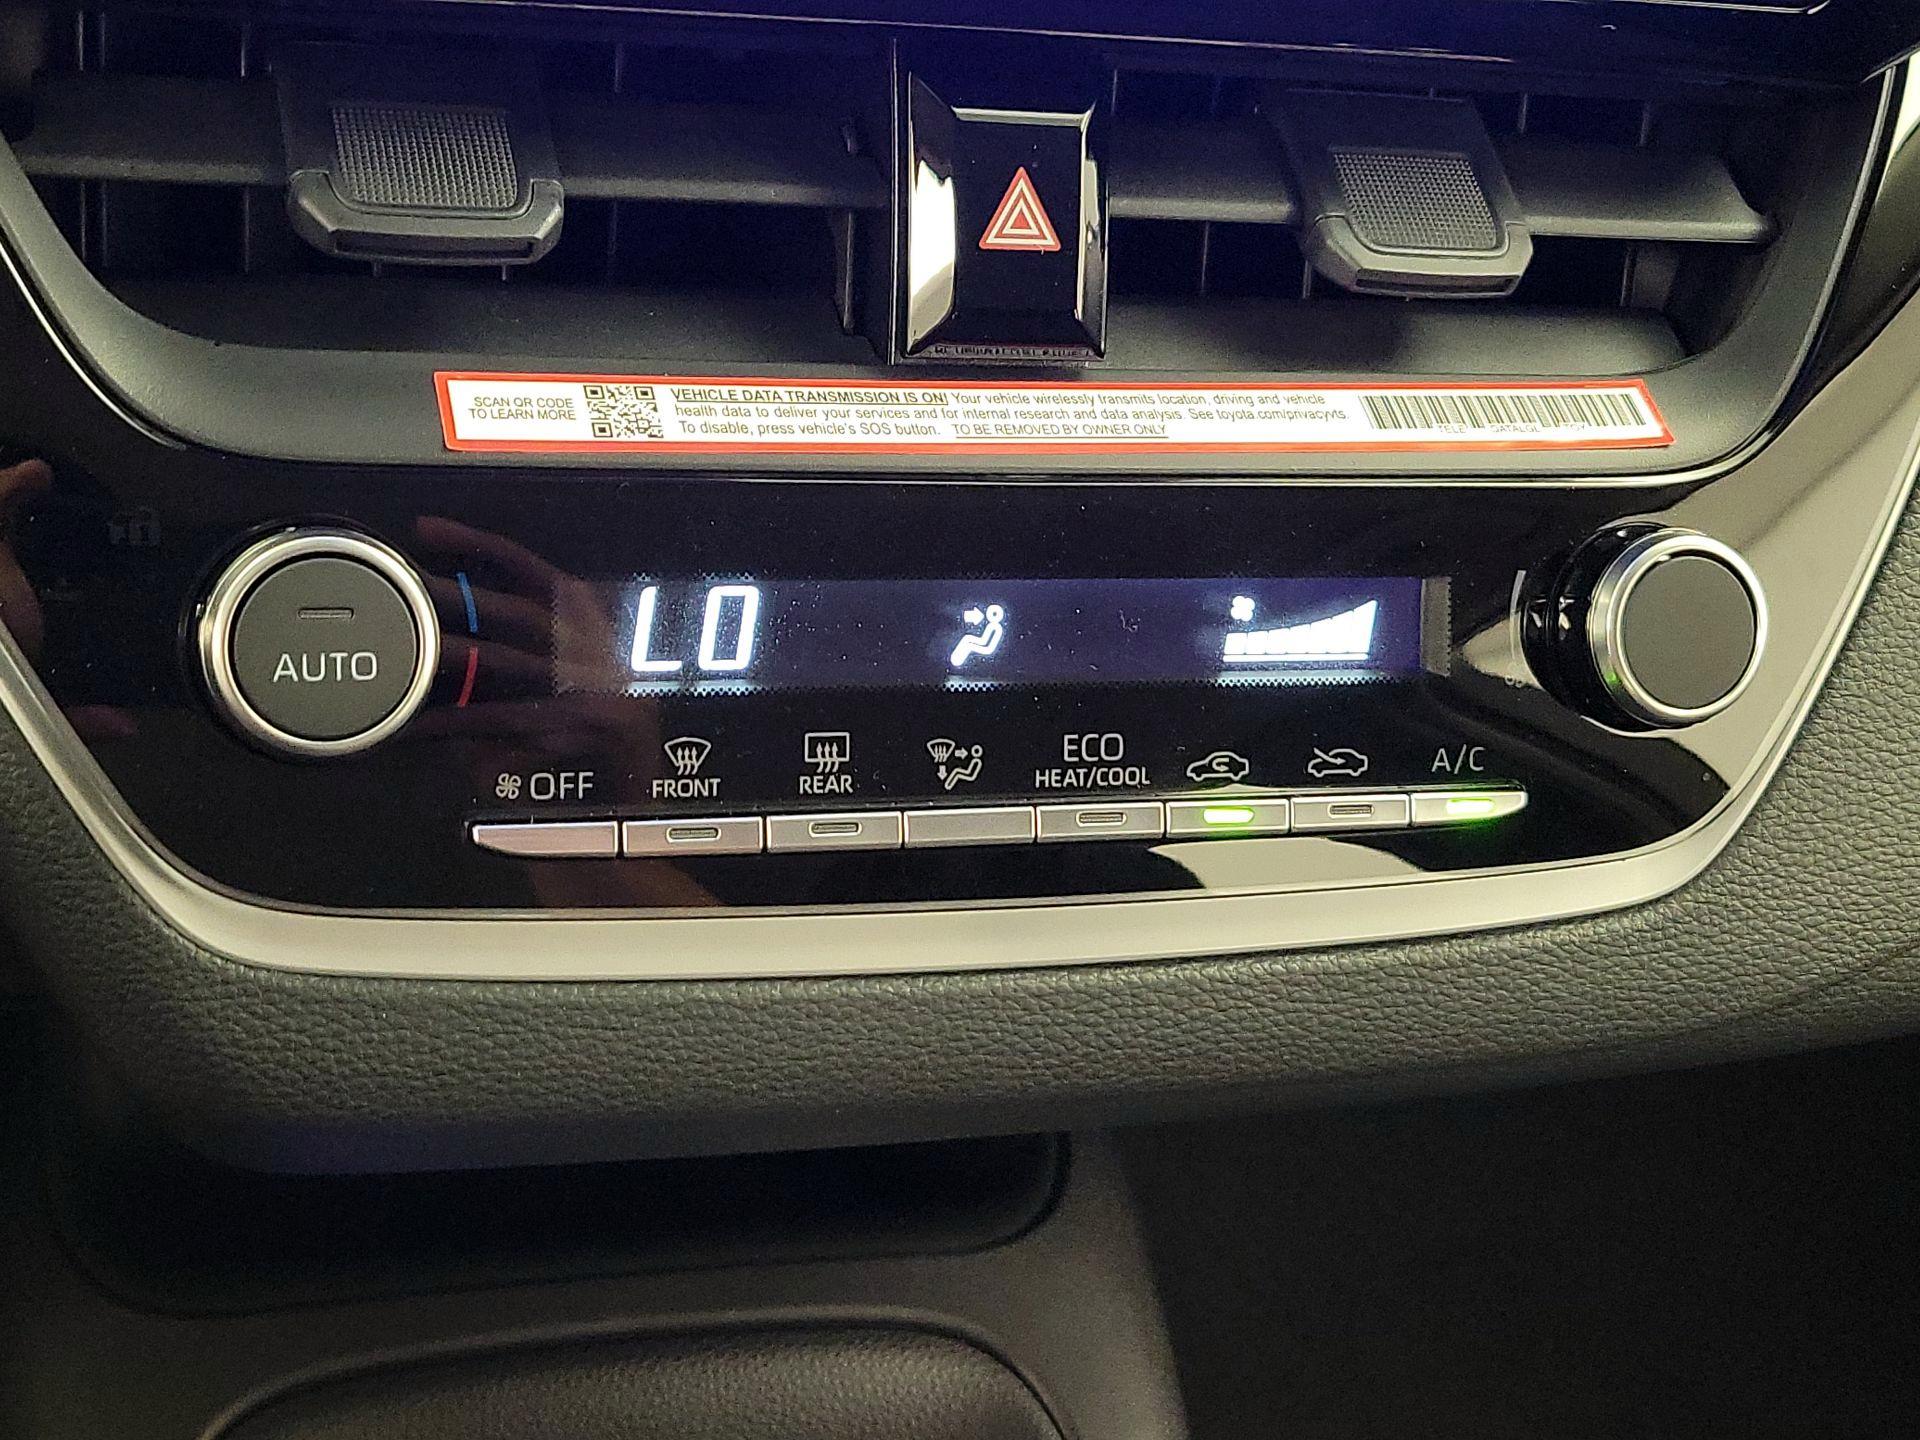 SCAN QR CODE
TO LEARN MORE
VEHICLE DATA TRANSMISSION IS ON! Your vehicle wirelessly transmits location, driving and vehicle
health data to deliver your services and for internal research and data analysis. See toyota.com/privacyvts.
To disable, press vehicle's SOS button. TO BE REMOVED BY OWNER ONLY
AUTO
LO
OFF
FRONT
REAR
ECO
HEAT/COOL
A/C